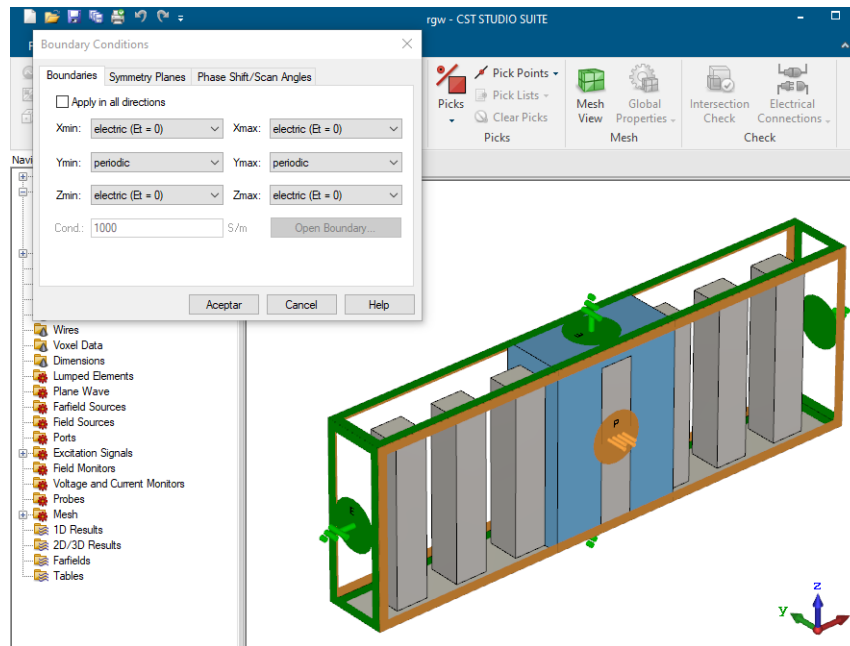 rgw - CST STUDIO SUITE
Boundary Conditions
Boundaries Symmetry Planes Phase Shift/Scan Angles
Apply in all directions
Xmin: electric (Et = 0) Xmax: electric (Et = 0)
Ymin: periodic Ymax: periodic
Zmin: electric (Et = 0) Zmax: electric (Et = 0)
Cond.: 1000 S/m Open Boundary...
Aceptar Cancel Help
Picks
Pick Points
Pick Lists
Clear Picks
Picks
Mesh View
Global Properties
Mesh
Intersection Check
Electrical Connections
Check
Navi
Wires
Voxel Data
Dimensions
Lumped Elements
Plane Wave
Farfield Sources
Field Sources
Ports
Excitation Signals
Field Monitors
Voltage and Current Monitors
Probes
Mesh
1D Results
2D/3D Results
Farfields
Tables
P
z
y